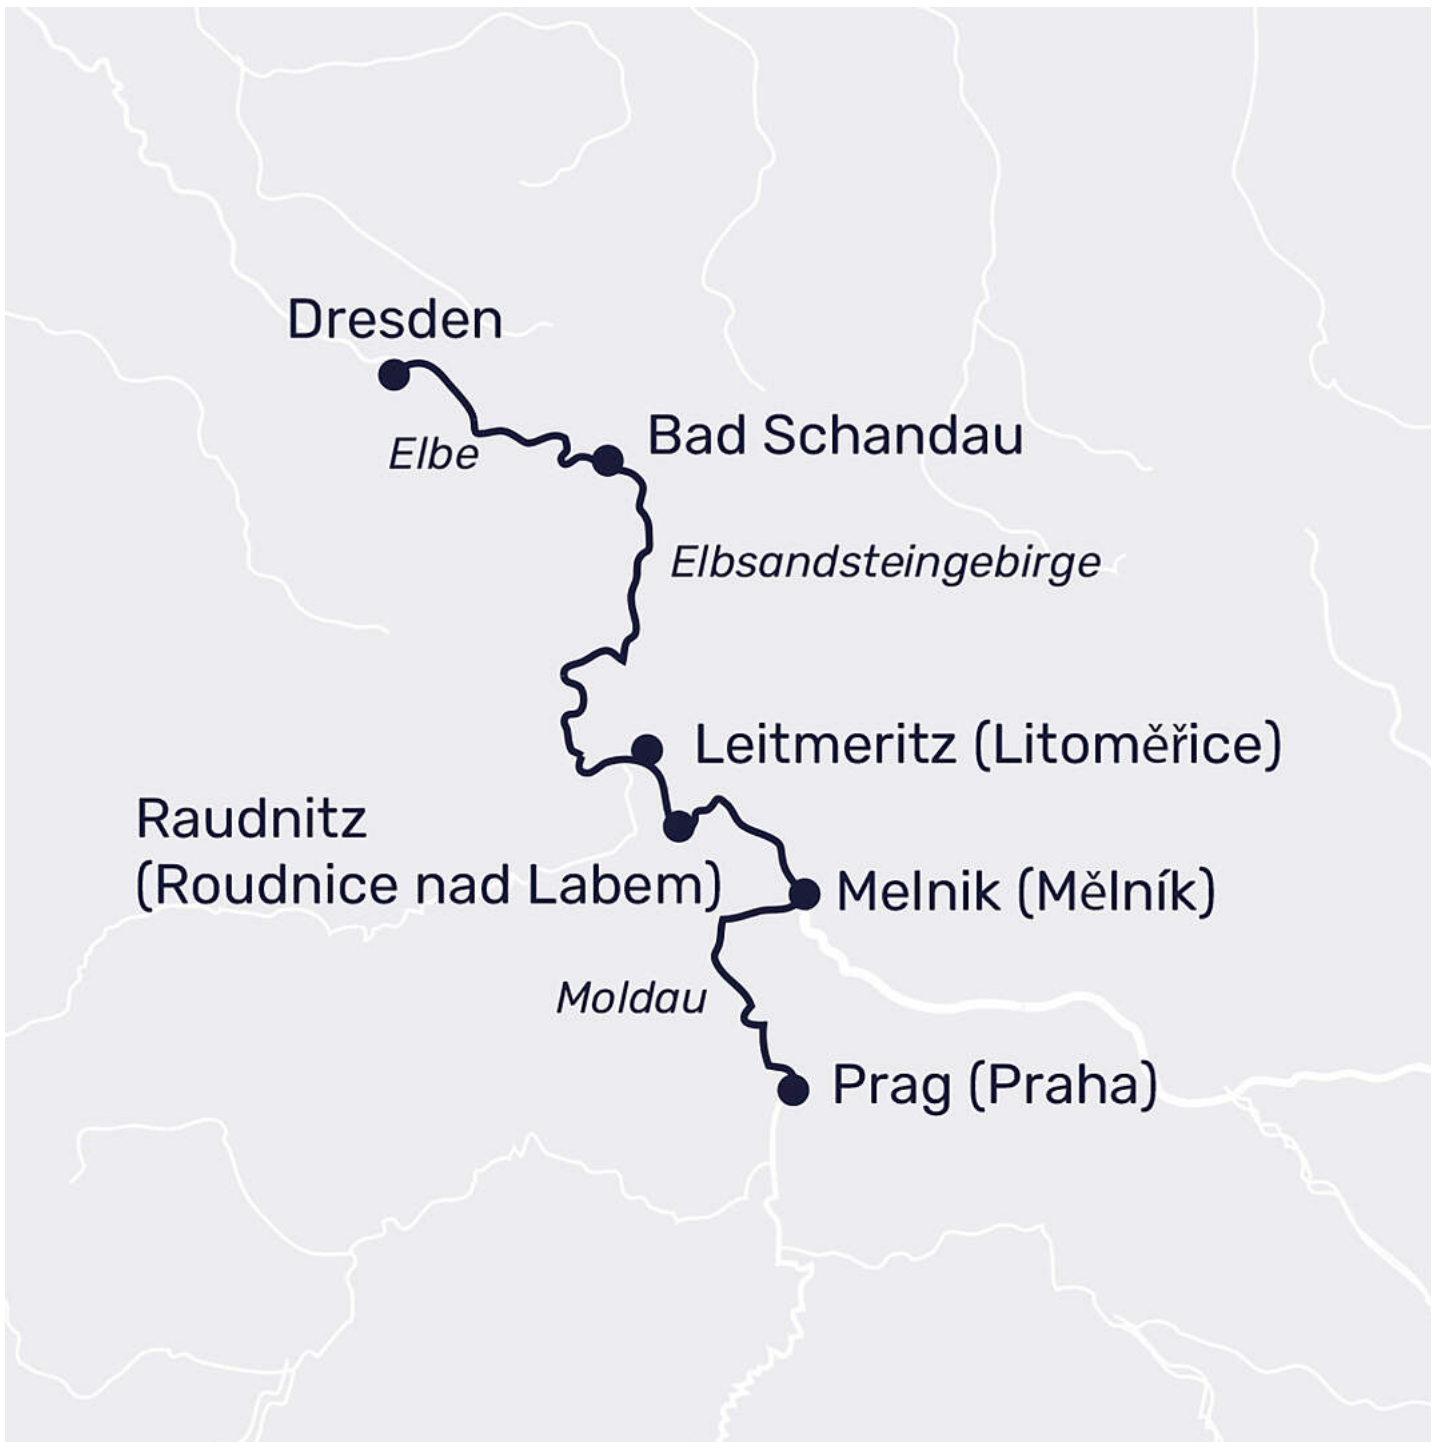 Dresden
Elbe
Bad Schandau
Elbsandsteingebirge
Leitmeritz (Litoměřice)
Raudnitz
(Roudnice nad Labem)
Melnik (Mělník)
Moldau
Prag (Praha)